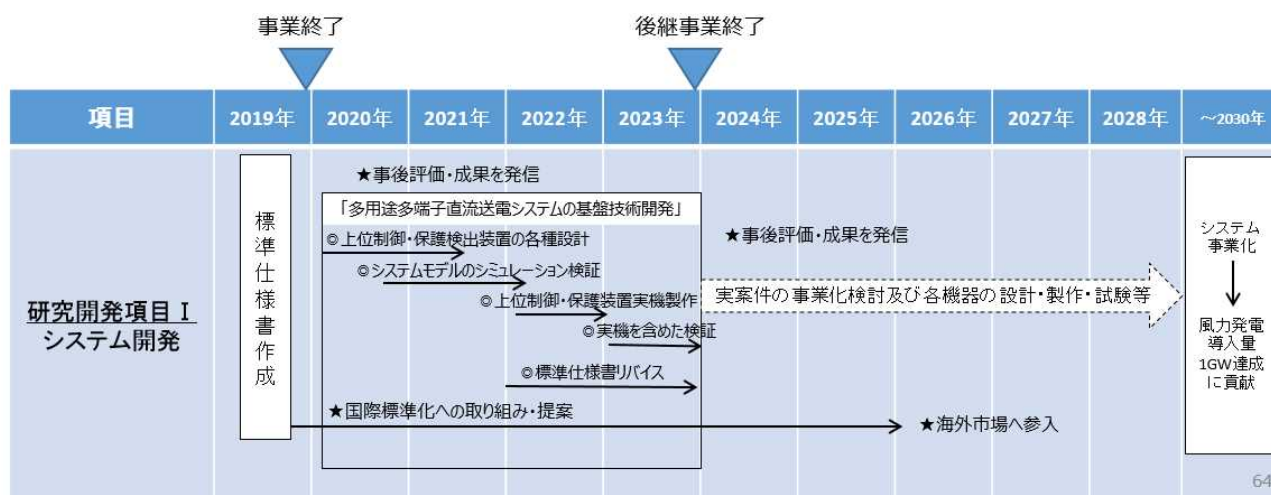 事業終了
後継事業終了
項目
2019年
2020年
2021年
2022年
2023年
2024年
2025年
2026年
2027年
2028年
～2030年
研究開発項目Ⅰ
システム開発
標準仕様書作成
★事後評価・成果を発信
「多用途多端子直流送電システムの基盤技術開発」
◎上位制御・保護検出装置の各種設計
◎システムモデルのシミュレーション検証
◎上位制御・保護装置実機製作
◎実機を含めた検証
◎標準仕様書リバイス
★国際標準化への取り組み・提案
★事後評価・成果を発信
実案件の事業化検討及び各機器の設計・製作・試験等
★海外市場へ参入
システム
事業化
風力発電
導入量
1GW達成
に貢献
64